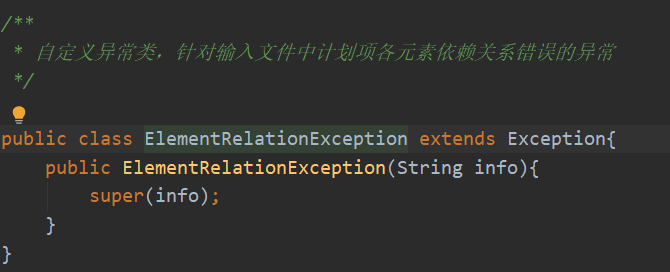 /**
 * 自定义异常类，针对输入文件中计划项各元素依赖关系错误的异常
 */
public class ElementRelationException extends Exception{
    public ElementRelationException(String info){
        super(info);
    }
}